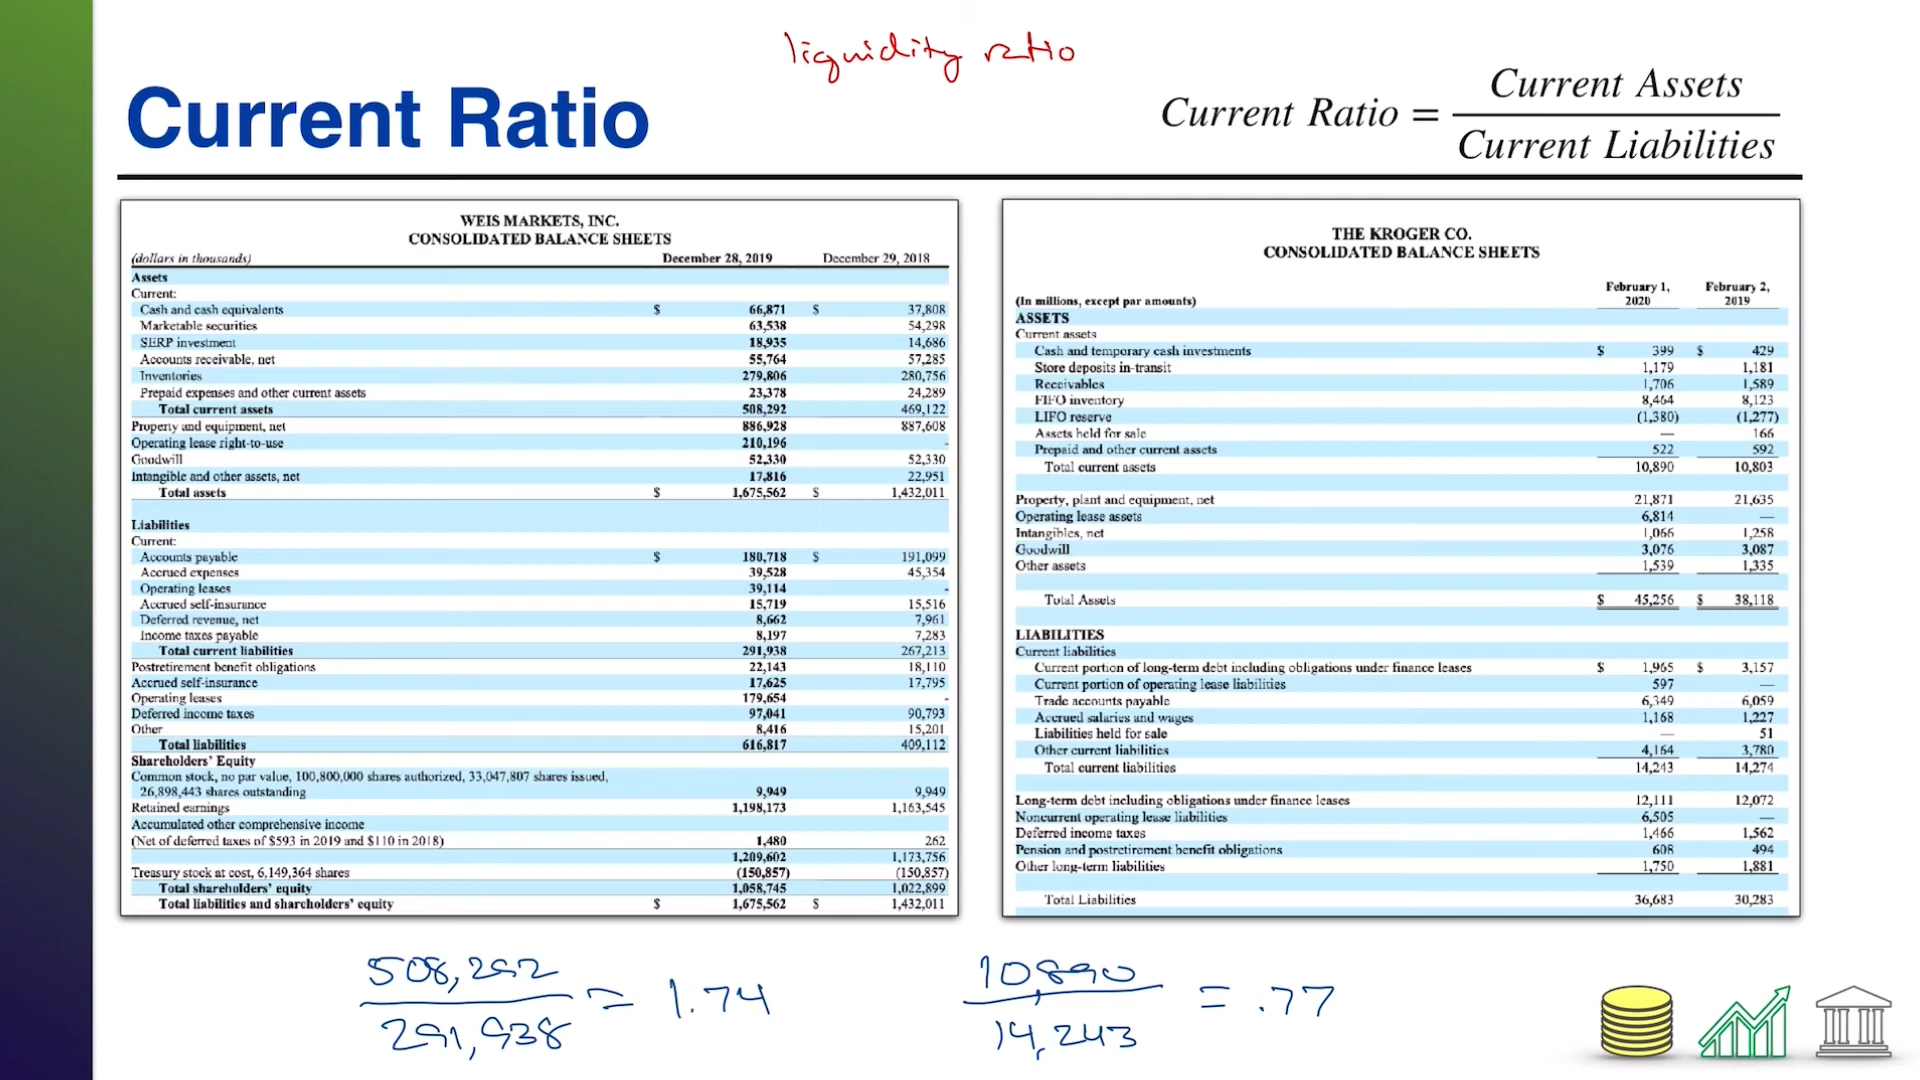 liquidity ratio
Current Ratio
Current Ratio = Current Assets / Current Liabilities
WEIS MARKETS, INC.
CONSOLIDATED BALANCE SHEETS
(dollars in thousands) December 28, 2019 December 29, 2018
Assets
Current:
Cash and cash equivalents $ 66,871 $ 37,808
Marketable securities 63,538 54,298
SERP investment 18,935 14,686
Accounts receivable, net 55,764 57,285
Inventories 279,806 280,756
Prepaid expenses and other current assets 23,378 24,289
Total current assets 508,292 469,122
Property and equipment, net 886,928 887,608
Operating lease right-to-use 210,196 -
Goodwill 52,330 52,330
Intangible and other assets, net 17,816 22,951
Total assets $ 1,675,562 $ 1,432,011
Liabilities
Current:
Accounts payable $ 180,718 $ 191,099
Accrued expenses 39,528 45,354
Operating leases 39,114 -
Accrued self-insurance 15,719 15,516
Deferred revenue, net 8,662 7,961
Income taxes payable 8,197 7,283
Total current liabilities 291,938 267,213
Postretirement benefit obligations 22,143 18,110
Accrued self-insurance 17,625 17,795
Operating leases 179,654 -
Deferred income taxes 97,041 90,793
Other 8,416 15,201
Total liabilities 616,817 409,112
Shareholders' Equity
Common stock, no par value, 100,800,000 shares authorized, 33,047,807 shares issued,
26,898,443 shares outstanding 9,949 9,949
Retained earnings 1,198,173 1,163,545
Accumulated other comprehensive income
(Net of deferred taxes of $593 in 2019 and $110 in 2018) 1,480 262
1,209,602 1,173,756
Treasury stock at cost, 6,149,364 shares (150,857) (150,857)
Total shareholders' equity 1,058,745 1,022,899
Total liabilities and shareholders' equity $ 1,675,562 $ 1,432,011
THE KROGER CO.
CONSOLIDATED BALANCE SHEETS
February 1, February 2,
(In millions, except par amounts) 2020 2019
ASSETS
Current assets
Cash and temporary cash investments $ 399 $ 429
Store deposits in-transit 1,179 1,181
Receivables 1,706 1,589
FIFO inventory 8,464 8,123
LIFO reserve (1,380) (1,277)
Assets held for sale — 166
Prepaid and other current assets 522 592
Total current assets 10,890 10,803
Property, plant and equipment, net 21,871 21,635
Operating lease assets 6,814 —
Intangibles, net 1,066 1,258
Goodwill 3,076 3,087
Other assets 1,539 1,335
Total Assets $ 45,256 $ 38,118
LIABILITIES
Current liabilities
Current portion of long-term debt including obligations under finance leases $ 1,965 $ 3,157
Current portion of operating lease liabilities 597 —
Trade accounts payable 6,349 6,059
Accrued salaries and wages 1,168 1,227
Liabilities held for sale — 51
Other current liabilities 4,164 3,780
Total current liabilities 14,243 14,274
Long-term debt including obligations under finance leases 12,111 12,072
Noncurrent operating lease liabilities 6,505 —
Deferred income taxes 1,466 1,562
Pension and postretirement benefit obligations 608 494
Other long-term liabilities 1,750 1,881
Total Liabilities 36,683 30,283
508,292 / 291,938 = 1.74
10,890 / 14,243 = .77